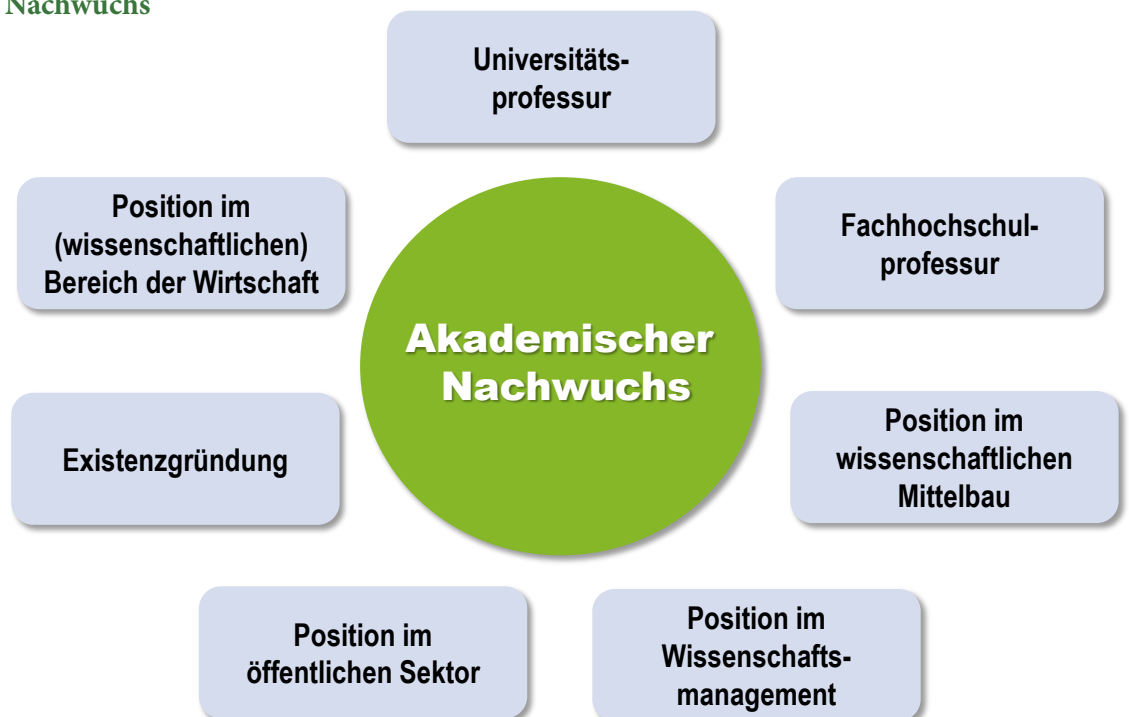 Nachwuchs
Universitäts-
professur
Position im
(wissenschaftlichen)
Bereich der Wirtschaft
Fachhochschul-
professur
Akademischer
Nachwuchs
Existenzgründung
Position im
wissenschaftlichen
Mittelbau
Position im
öffentlichen Sektor
Position im
Wissenschafts-
management